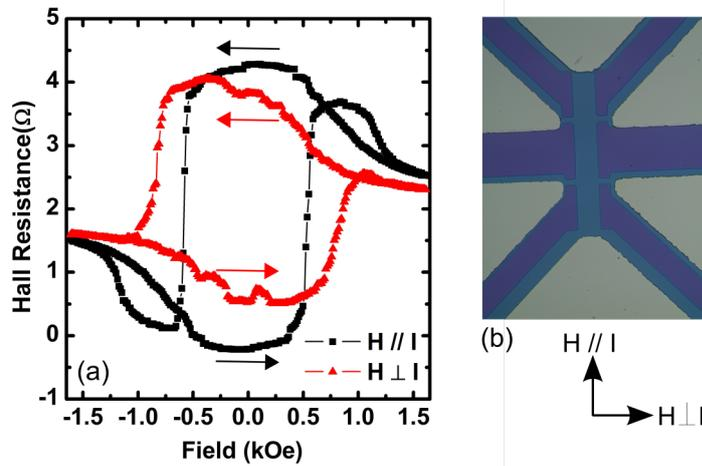 5
4
3
2
1
0
-1
Hall Resistance(Ω)
H // I
H ⊥ I
(a)
-1.5 -1.0 -0.5 0.0 0.5 1.0 1.5
Field (kOe)
(b)
H // I
H⊥I